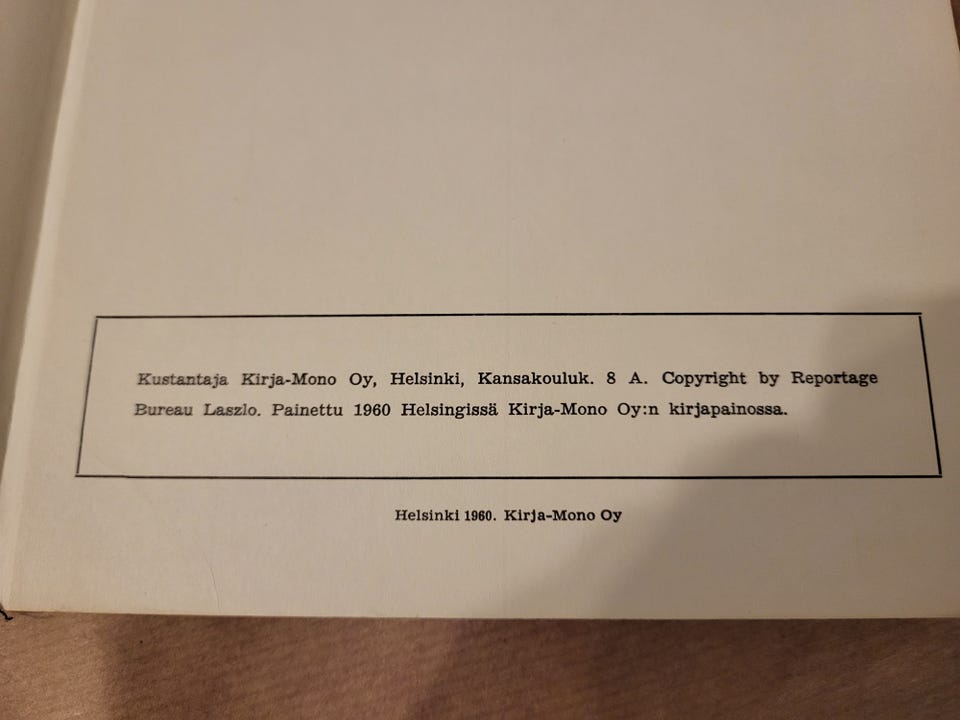 Kustantaja Kirja-Mono Oy, Helsinki, Kansakouluk. 8 A. Copyright by Reportage
Bureau Laszlo. Painettu 1960 Helsingissä Kirja-Mono Oy:n kirjapainossa.
Helsinki 1960. Kirja-Mono Oy